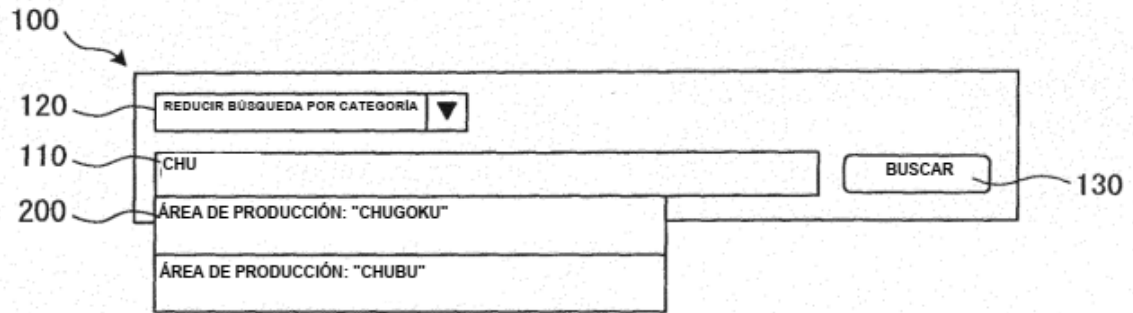 100
120
REDUCIR BÚSQUEDA POR CATEGORÍA ▼
110
CHU
BUSCAR
130
200
ÁREA DE PRODUCCIÓN: "CHUGOKU"
ÁREA DE PRODUCCIÓN: "CHUBU"